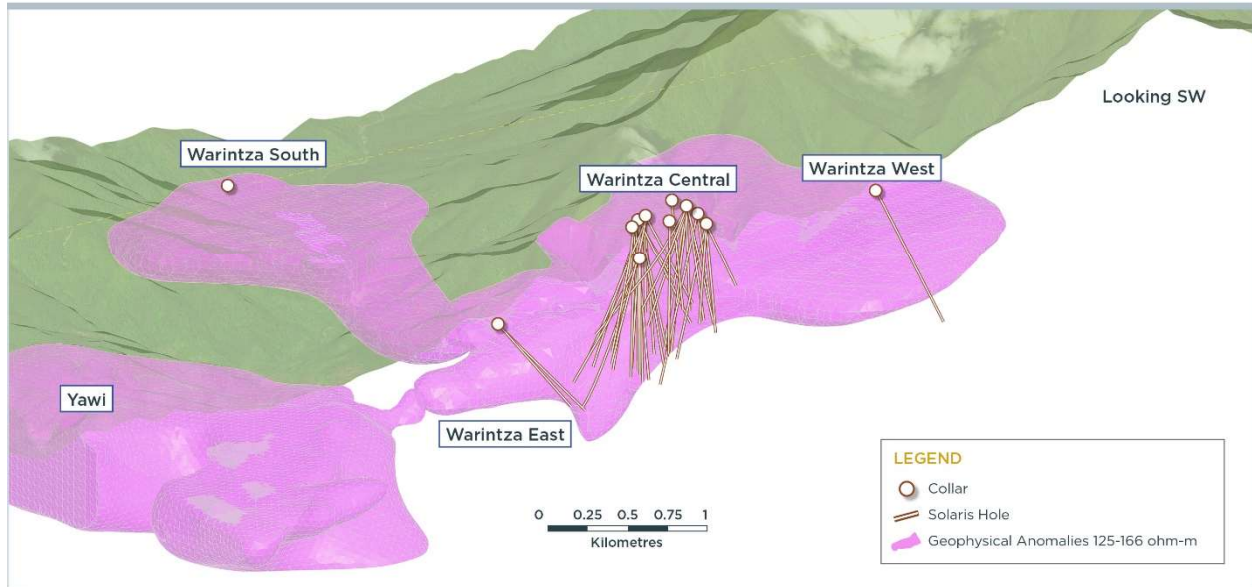 Looking SW
Warintza South
Warintza Central
Warintza West
Yawi
Warintza East
0 0.25 0.5 0.75 1
Kilometres
LEGEND
Collar
Solaris Hole
Geophysical Anomalies 125-166 ohm-m